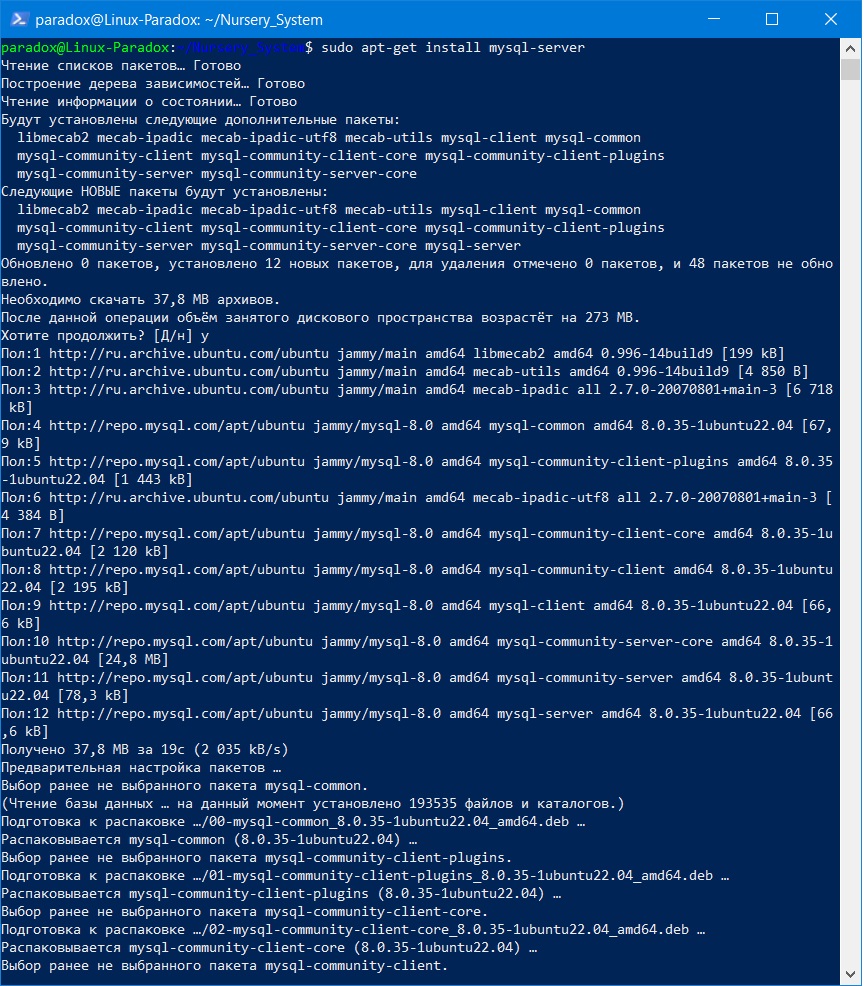 paradox@Linux-Paradox: ~/Nursery_System
paradox@Linux-Paradox:~/Nursery_System$ sudo apt-get install mysql-server
Чтение списков пакетов… Готово
Построение дерева зависимостей… Готово
Чтение информации о состоянии… Готово
Будут установлены следующие дополнительные пакеты:
  libmecab2 mecab-ipadic mecab-ipadic-utf8 mecab-utils mysql-client mysql-common
  mysql-community-client mysql-community-client-core mysql-community-client-plugins
  mysql-community-server mysql-community-server-core
Следующие НОВЫЕ пакеты будут установлены:
  libmecab2 mecab-ipadic mecab-ipadic-utf8 mecab-utils mysql-client mysql-common
  mysql-community-client mysql-community-client-core mysql-community-client-plugins
  mysql-community-server mysql-community-server-core mysql-server
Обновлено 0 пакетов, установлено 12 новых пакетов, для удаления отмечено 0 пакетов, и 48 пакетов не обно
влено.
Необходимо скачать 37,8 MB архивов.
После данной операции объём занятого дискового пространства возрастёт на 273 MB.
Хотите продолжить? [Д/н] y
Пол:1 http://ru.archive.ubuntu.com/ubuntu jammy/main amd64 libmecab2 amd64 0.996-14build9 [199 kB]
Пол:2 http://ru.archive.ubuntu.com/ubuntu jammy/main amd64 mecab-utils amd64 0.996-14build9 [4 850 B]
Пол:3 http://ru.archive.ubuntu.com/ubuntu jammy/main amd64 mecab-ipadic all 2.7.0-20070801+main-3 [6 718
 kB]
Пол:4 http://repo.mysql.com/apt/ubuntu jammy/mysql-8.0 amd64 mysql-common amd64 8.0.35-1ubuntu22.04 [67,
9 kB]
Пол:5 http://repo.mysql.com/apt/ubuntu jammy/mysql-8.0 amd64 mysql-community-client-plugins amd64 8.0.35
-1ubuntu22.04 [1 443 kB]
Пол:6 http://ru.archive.ubuntu.com/ubuntu jammy/main amd64 mecab-ipadic-utf8 all 2.7.0-20070801+main-3 [
4 384 B]
Пол:7 http://repo.mysql.com/apt/ubuntu jammy/mysql-8.0 amd64 mysql-community-client-core amd64 8.0.35-1u
buntu22.04 [2 120 kB]
Пол:8 http://repo.mysql.com/apt/ubuntu jammy/mysql-8.0 amd64 mysql-community-client amd64 8.0.35-1ubuntu
22.04 [2 195 kB]
Пол:9 http://repo.mysql.com/apt/ubuntu jammy/mysql-8.0 amd64 mysql-client amd64 8.0.35-1ubuntu22.04 [66,
6 kB]
Пол:10 http://repo.mysql.com/apt/ubuntu jammy/mysql-8.0 amd64 mysql-community-server-core amd64 8.0.35-1
ubuntu22.04 [24,8 MB]
Пол:11 http://repo.mysql.com/apt/ubuntu jammy/mysql-8.0 amd64 mysql-community-server amd64 8.0.35-1ubunt
u22.04 [78,3 kB]
Пол:12 http://repo.mysql.com/apt/ubuntu jammy/mysql-8.0 amd64 mysql-server amd64 8.0.35-1ubuntu22.04 [66
,6 kB]
Получено 37,8 MB за 19с (2 035 kB/s)
Предварительная настройка пакетов …
Выбор ранее не выбранного пакета mysql-common.
(Чтение базы данных … на данный момент установлено 193535 файлов и каталогов.)
Подготовка к распаковке …/00-mysql-common_8.0.35-1ubuntu22.04_amd64.deb …
Распаковывается mysql-common (8.0.35-1ubuntu22.04) …
Выбор ранее не выбранного пакета mysql-community-client-plugins.
Подготовка к распаковке …/01-mysql-community-client-plugins_8.0.35-1ubuntu22.04_amd64.deb …
Распаковывается mysql-community-client-plugins (8.0.35-1ubuntu22.04) …
Выбор ранее не выбранного пакета mysql-community-client-core.
Подготовка к распаковке …/02-mysql-community-client-core_8.0.35-1ubuntu22.04_amd64.deb …
Распаковывается mysql-community-client-core (8.0.35-1ubuntu22.04) …
Выбор ранее не выбранного пакета mysql-community-client.